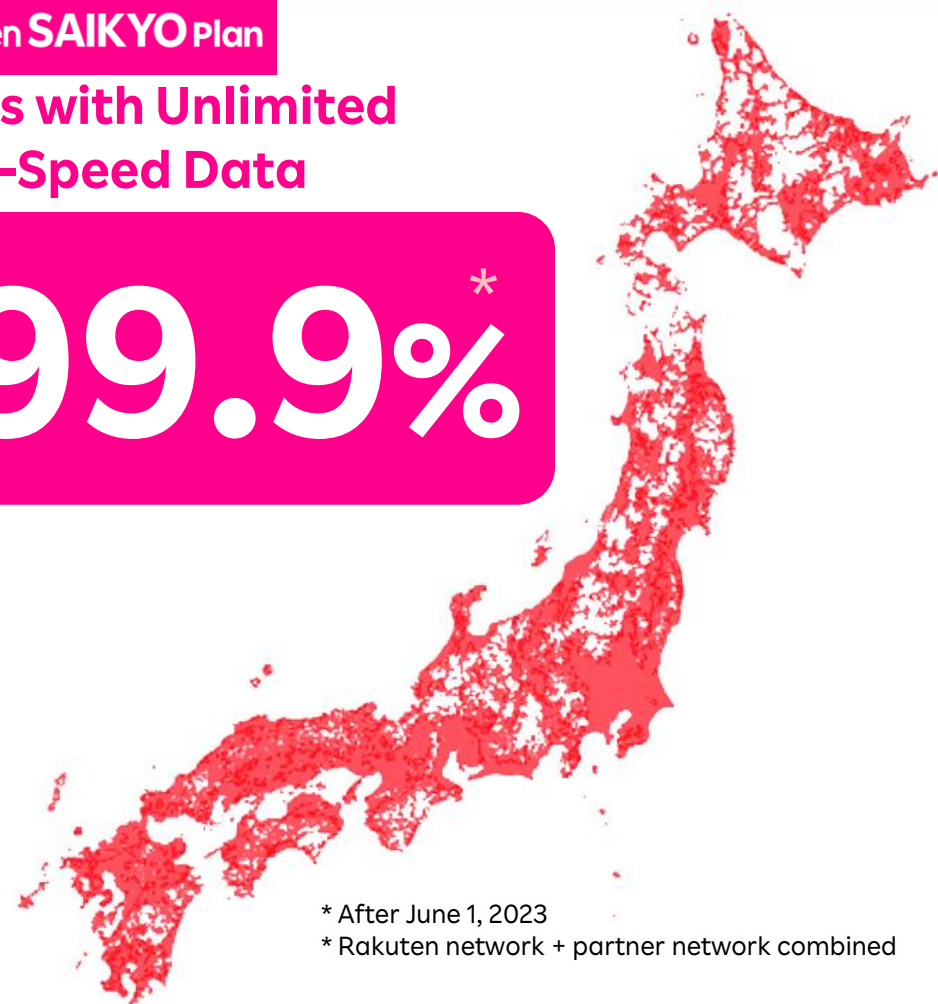 en SAIKYO Plan
s with Unlimited
-Speed Data
99.9%*
* After June 1, 2023
* Rakuten network + partner network combined